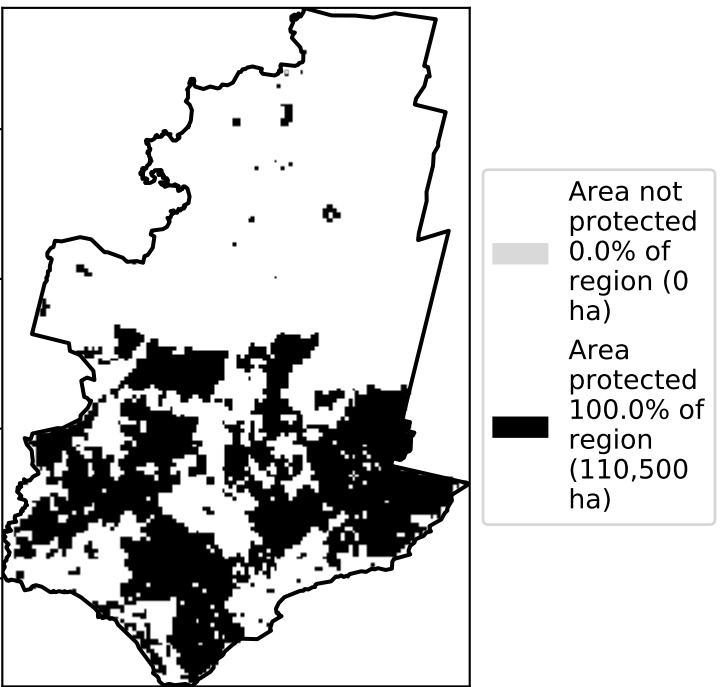 Area not
protected
0.0% of
region (0
ha)
Area
protected
100.0% of
region
(110,500
ha)